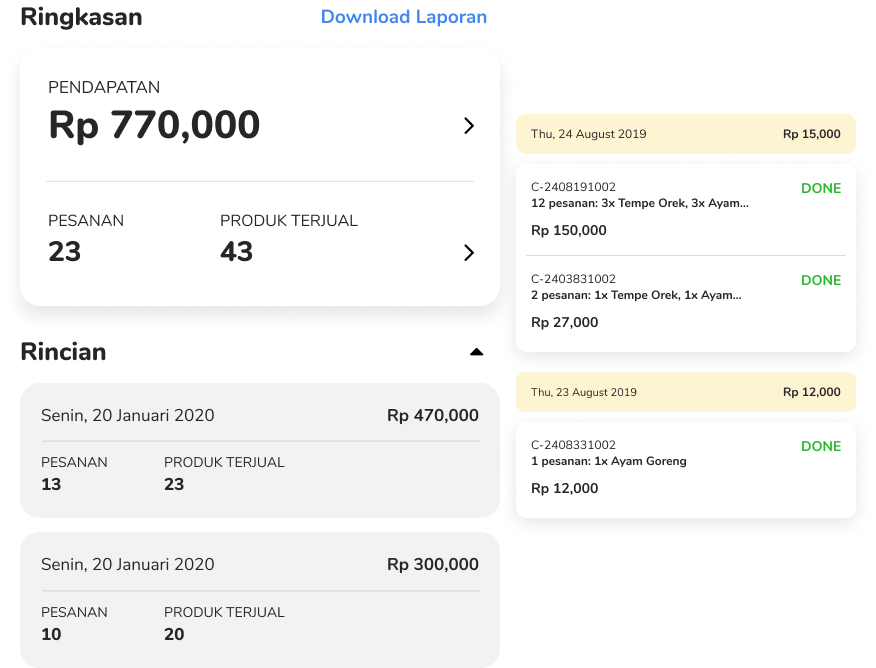 Ringkasan
Download Laporan
PENDAPATAN
Rp 770,000
PESANAN
PRODUK TERJUAL
23
43
Rincian
Senin, 20 Januari 2020
Rp 470,000
PESANAN
PRODUK TERJUAL
13
23
Senin, 20 Januari 2020
Rp 300,000
PESANAN
PRODUK TERJUAL
10
20
Thu, 24 August 2019
Rp 15,000
C-2408191002
DONE
12 pesanan: 3x Tempe Orek, 3x Ayam...
Rp 150,000
C-2403831002
DONE
2 pesanan: 1x Tempe Orek, 1x Ayam...
Rp 27,000
Thu, 23 August 2019
Rp 12,000
C-2408331002
DONE
1 pesanan: 1x Ayam Goreng
Rp 12,000